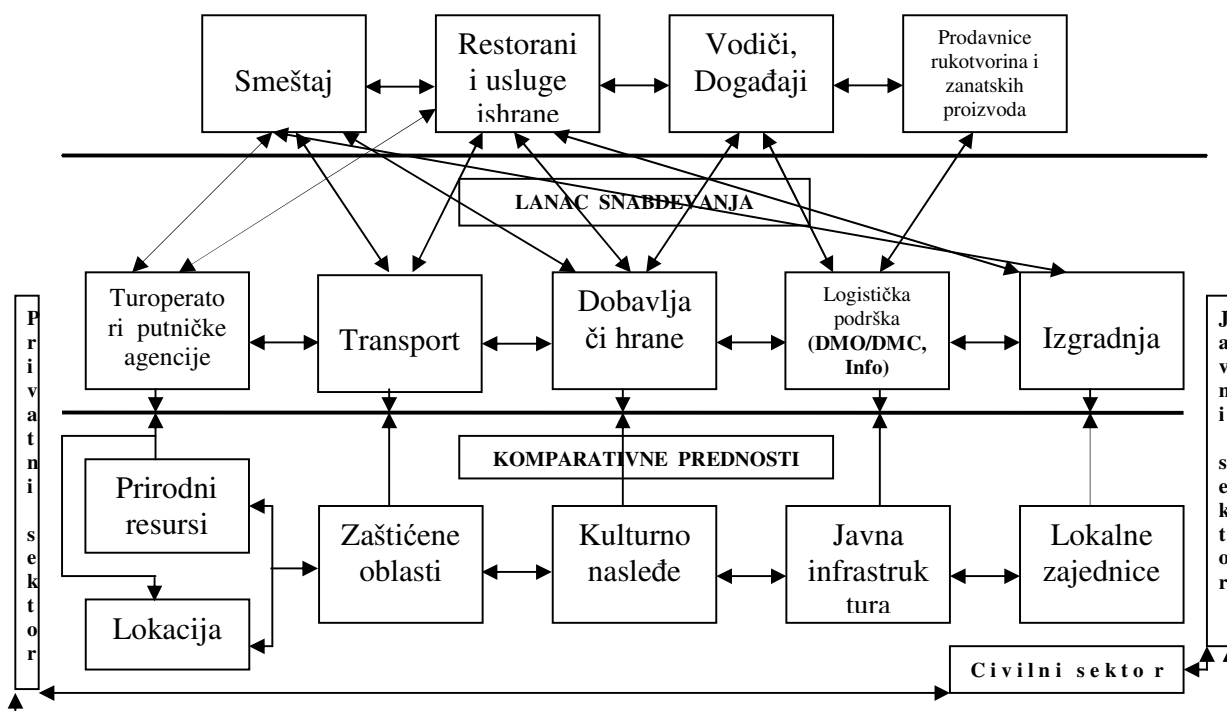 Smeštaj
Restorani
i usluge
ishrane
Vodiči,
Događaji
Prodavnice
rukotvorina i
zanatskih
proizvoda
LANAC SNABDEVANJA
Turoperato
ri putničke
agencije
Transport
Dobavlja
či hrane
Logistička
podrška
(DMO/DMC,
Info)
Izgradnja
Privatni sektor
Javni sektor
KOMPARATIVNE PREDNOSTI
Prirodni
resursi
Zaštićene
oblasti
Kulturno
nasleđe
Javna
infrastruk
tura
Lokalne
zajednice
Lokacija
Civilni sektor